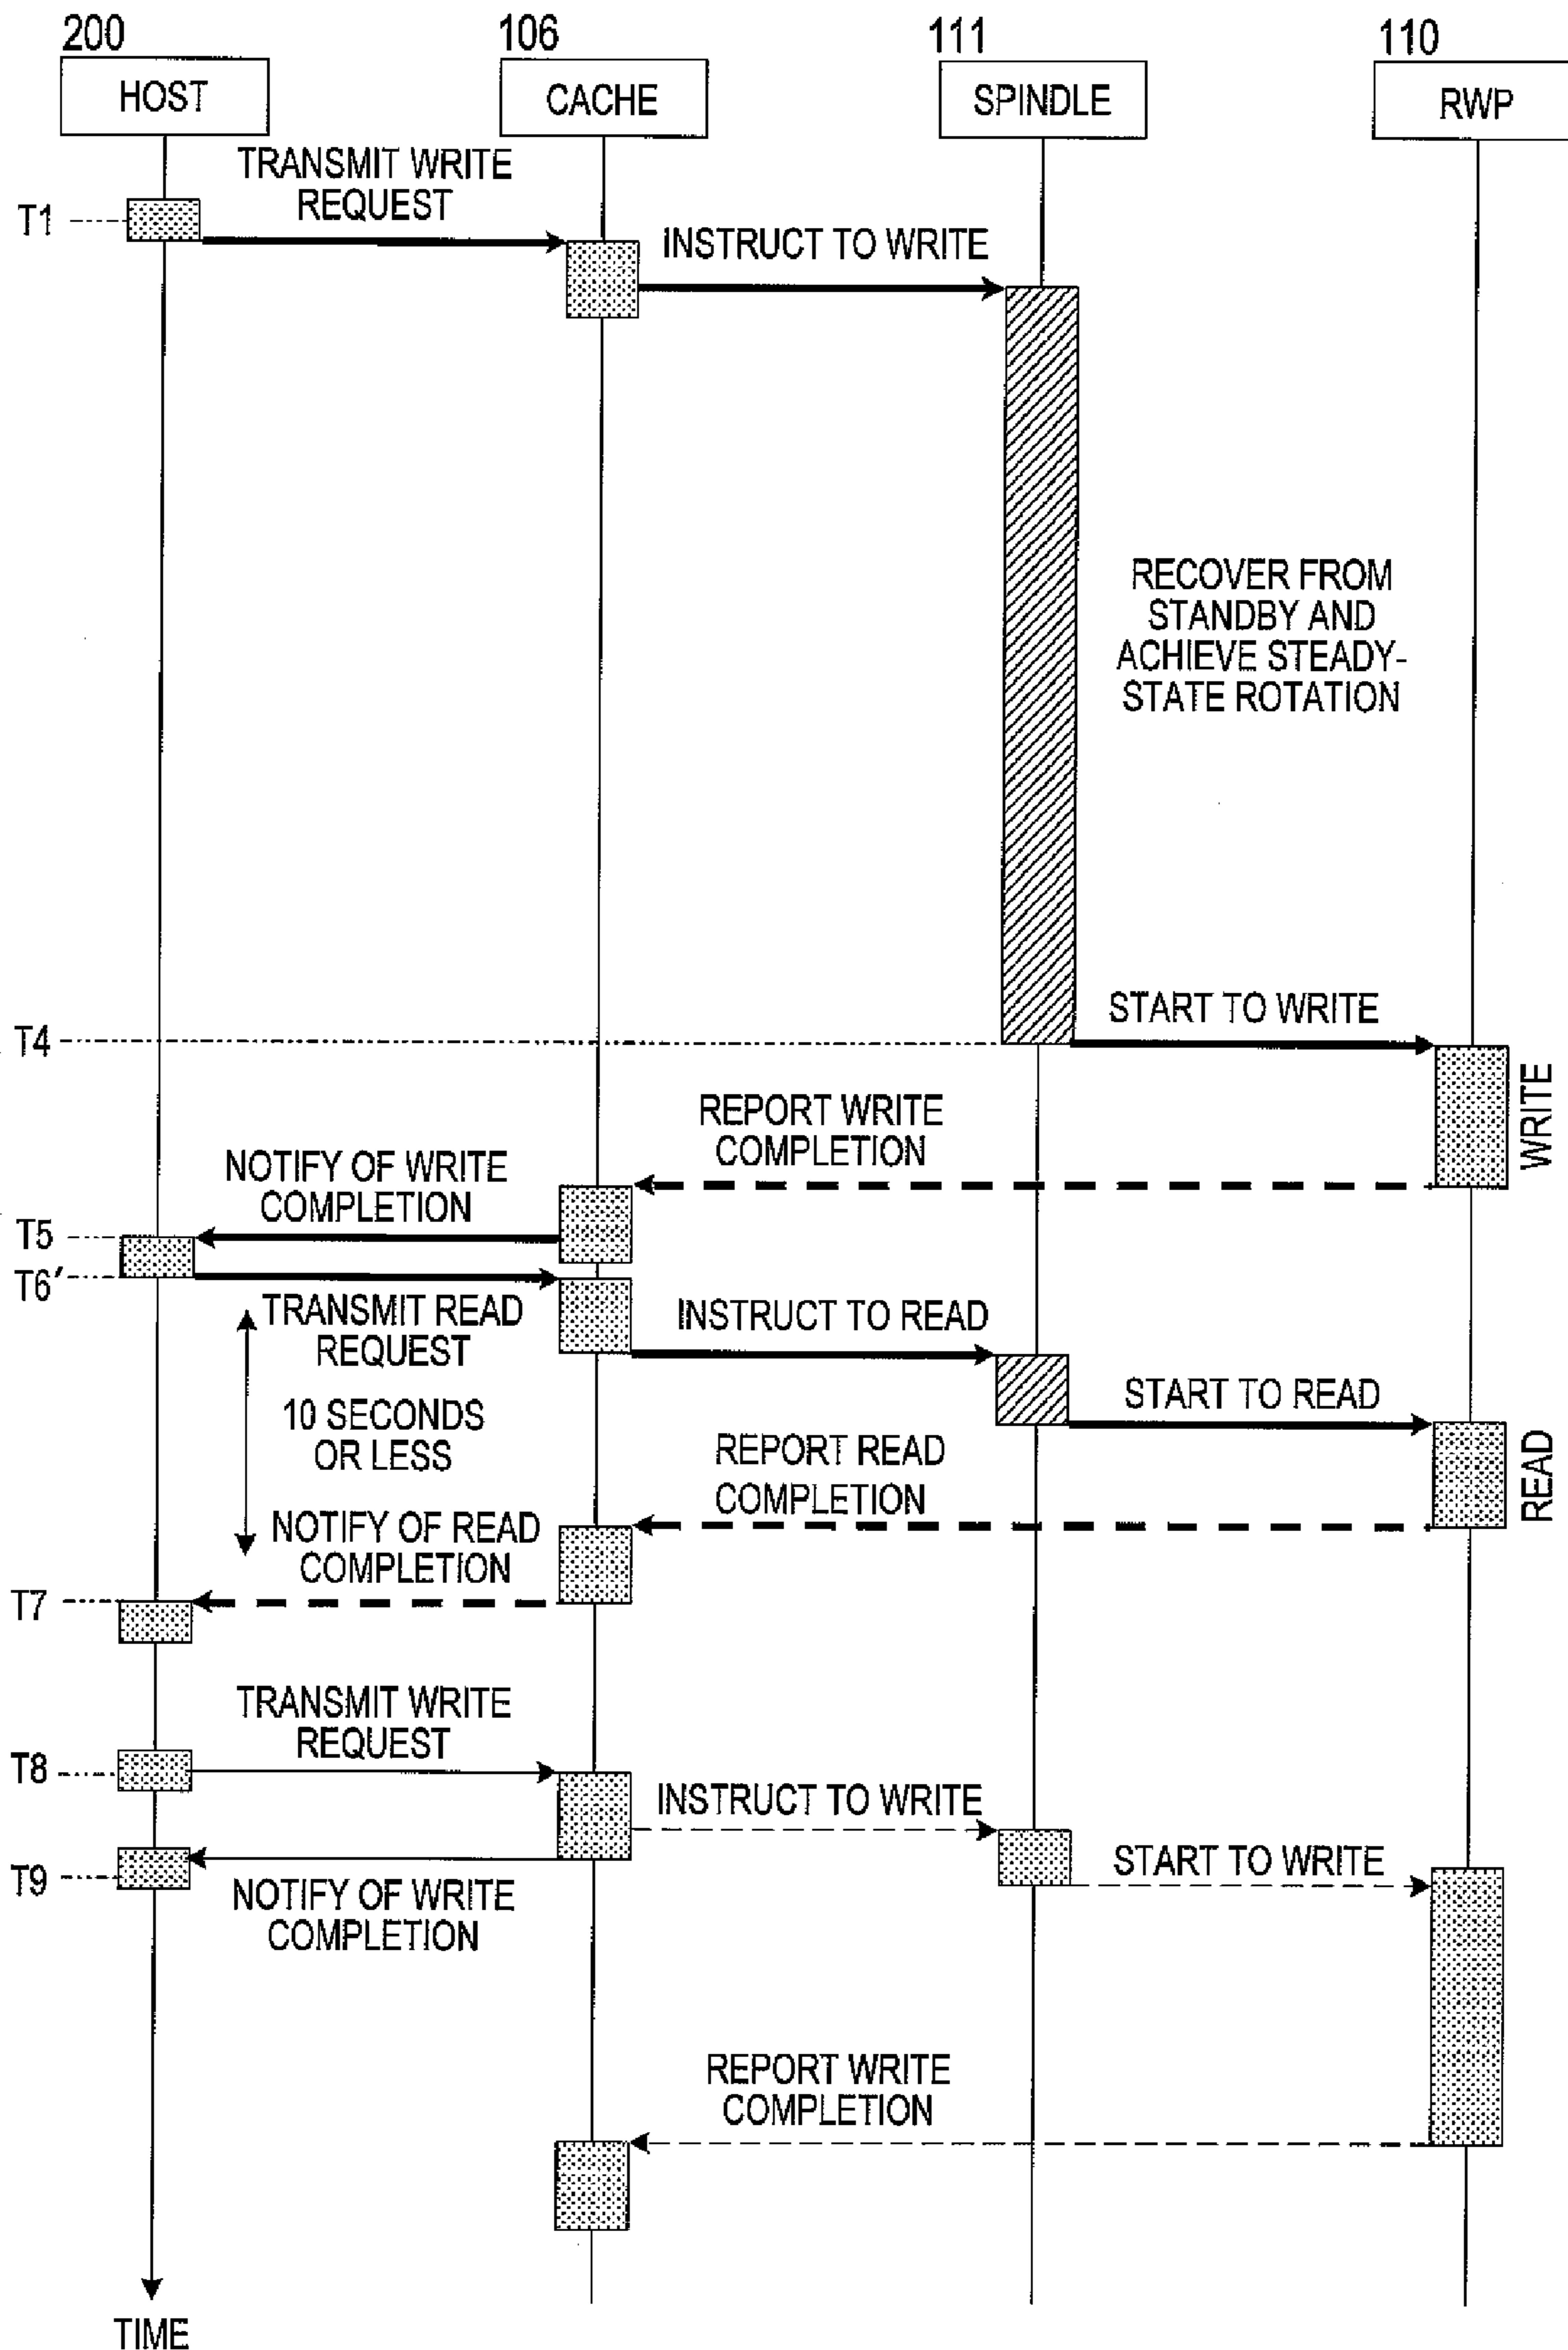 200
106
111
110
HOST
CACHE
SPINDLE
RWP
TRANSMIT WRITE
REQUEST
T1
INSTRUCT TO WRITE
RECOVER FROM
STANDBY AND
ACHIEVE STEADY-
STATE ROTATION
START TO WRITE
T4
WRITE
REPORT WRITE
COMPLETION
NOTIFY OF WRITE
COMPLETION
T5
T6′
TRANSMIT READ
REQUEST
INSTRUCT TO READ
START TO READ
10 SECONDS
OR LESS
REPORT READ
COMPLETION
READ
NOTIFY OF READ
COMPLETION
T7
TRANSMIT WRITE
REQUEST
T8
INSTRUCT TO WRITE
START TO WRITE
T9
NOTIFY OF WRITE
COMPLETION
REPORT WRITE
COMPLETION
TIME